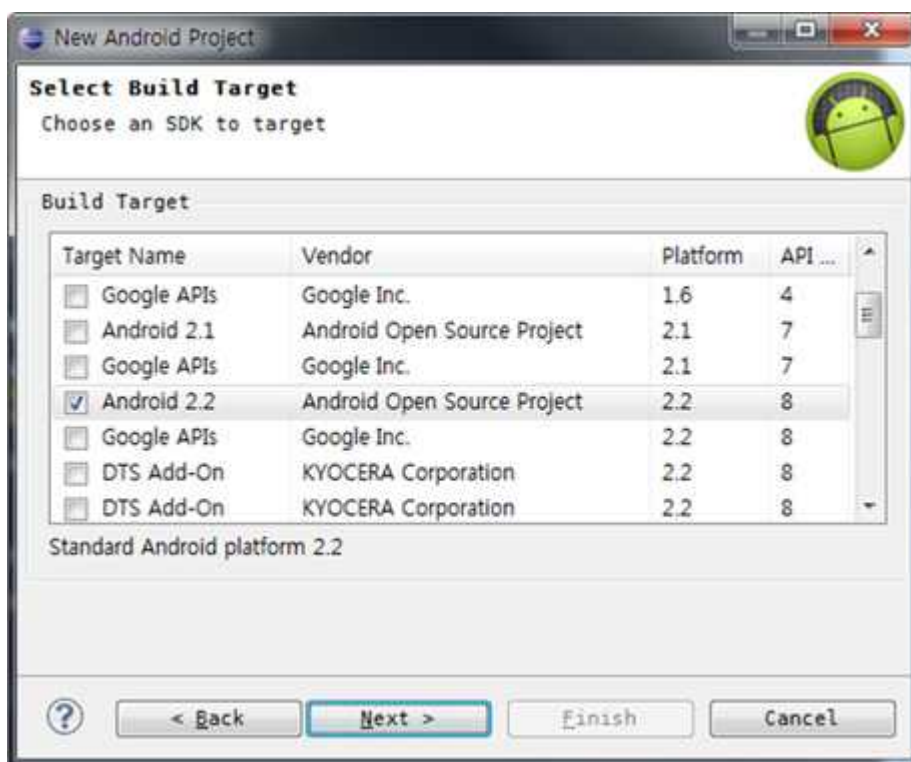 New Android Project
Select Build Target
Choose an SDK to target
Build Target
Target Name Vendor Platform API ...
Google APIs Google Inc. 1.6 4
Android 2.1 Android Open Source Project 2.1 7
Google APIs Google Inc. 2.1 7
Android 2.2 Android Open Source Project 2.2 8
Google APIs Google Inc. 2.2 8
DTS Add-On KYOCERA Corporation 2.2 8
DTS Add-On KYOCERA Corporation 2.2 8
Standard Android platform 2.2
? < Back Next > Finish Cancel